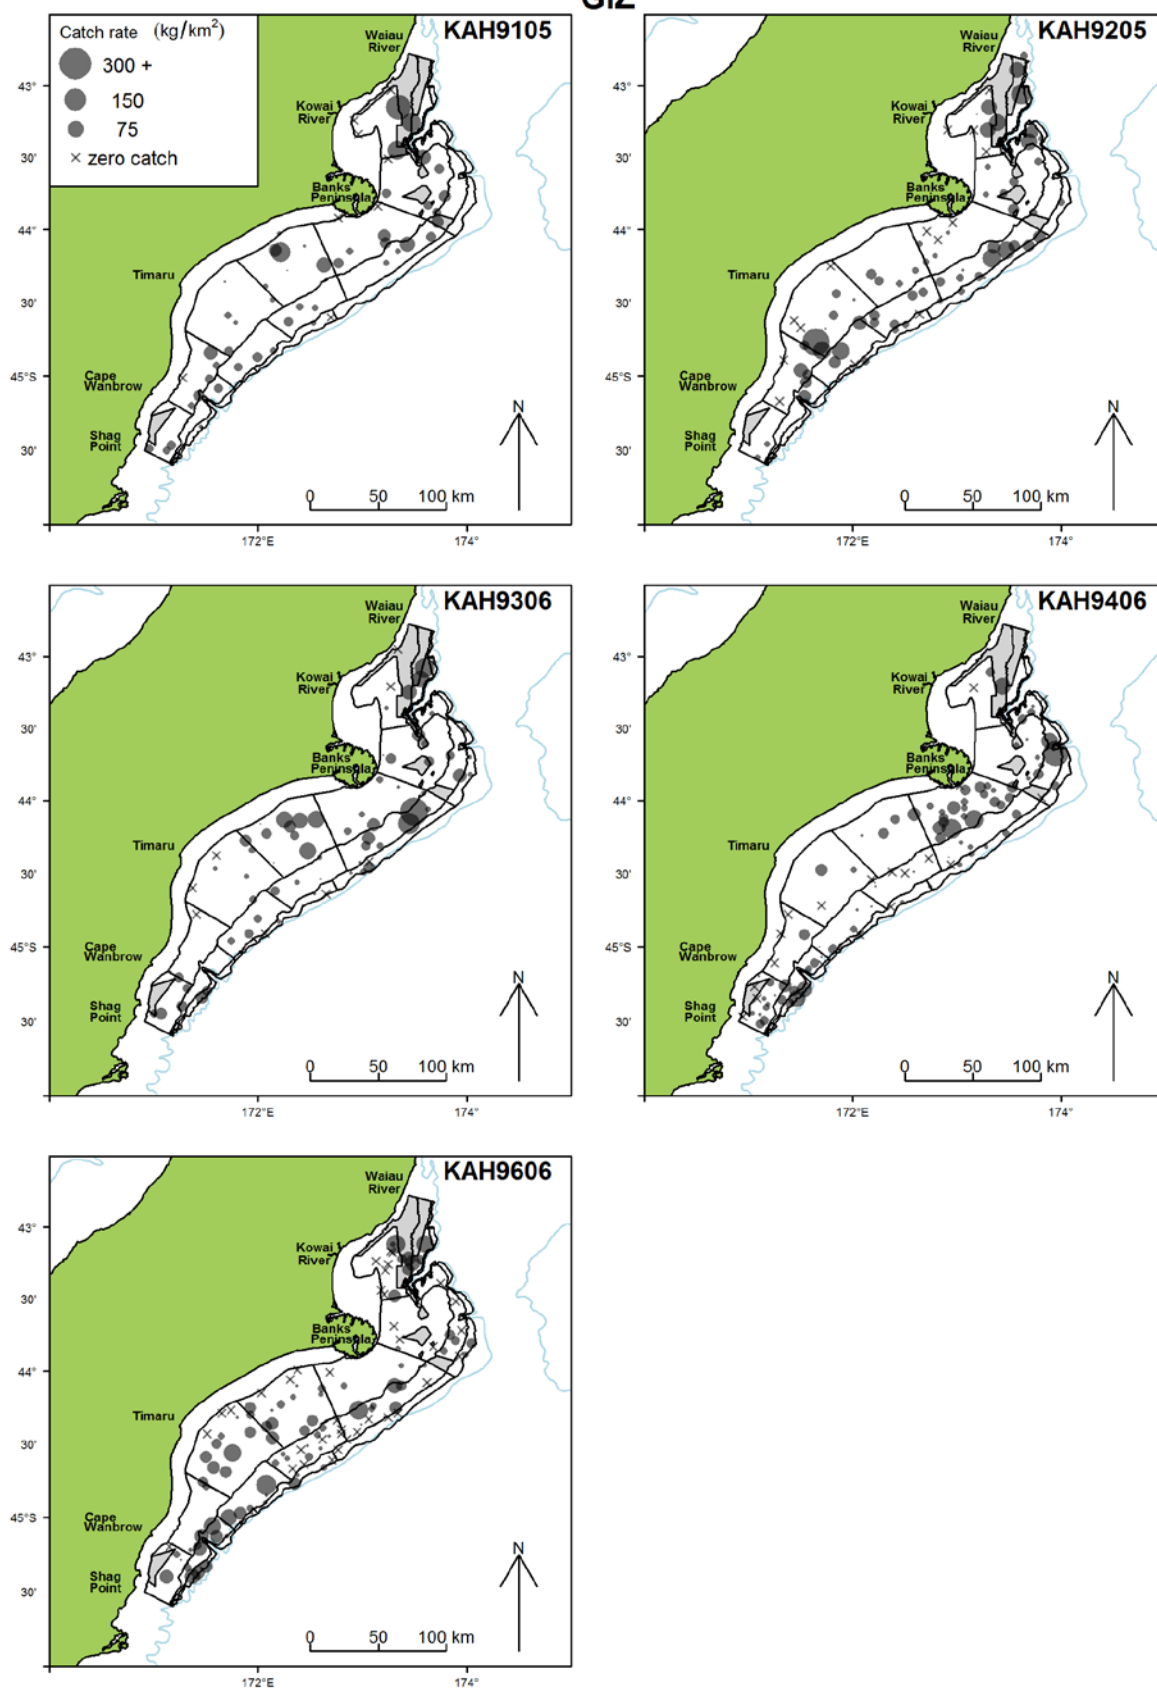 GIZ
KAH9105
Catch rate (kg/km²)
300 +
150
75
× zero catch
Waiau
River
Kowai
River
Banks
Peninsula
Timaru
Cape
Wanbrow
Shag
Point
43°
30'
44°
30'
45°S
30'
N
0 50 100 km
172°E 174°
KAH9205
Waiau
River
Kowai
River
Banks
Peninsula
Timaru
Cape
Wanbrow
Shag
Point
43°
30'
44°
30'
45°S
30'
N
0 50 100 km
172°E 174°
KAH9306
Waiau
River
Kowai
River
Banks
Peninsula
Timaru
Cape
Wanbrow
Shag
Point
43°
30'
44°
30'
45°S
30'
N
0 50 100 km
172°E 174°
KAH9406
Waiau
River
Kowai
River
Banks
Peninsula
Timaru
Cape
Wanbrow
Shag
Point
43°
30'
44°
30'
45°S
30'
N
0 50 100 km
172°E 174°
KAH9606
Waiau
River
Kowai
River
Banks
Peninsula
Timaru
Cape
Wanbrow
Shag
Point
43°
30'
44°
30'
45°S
30'
N
0 50 100 km
172°E 174°